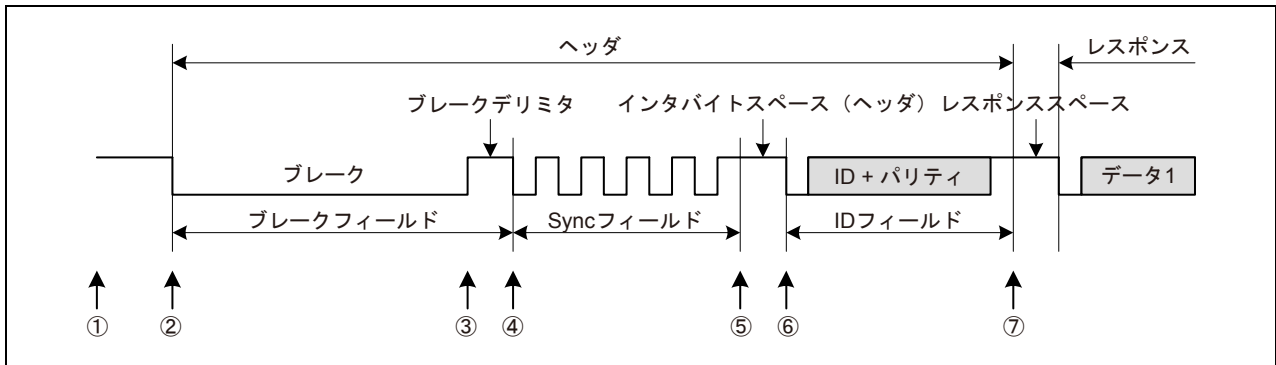 ヘッダ
レスポンス
ブレークデリミタ
インタバイトスペース（ヘッダ）
レスポンススペース
ブレーク
ID + パリティ
データ1
ブレークフィールド
Syncフィールド
IDフィールド
① ② ③ ④ ⑤ ⑥ ⑦